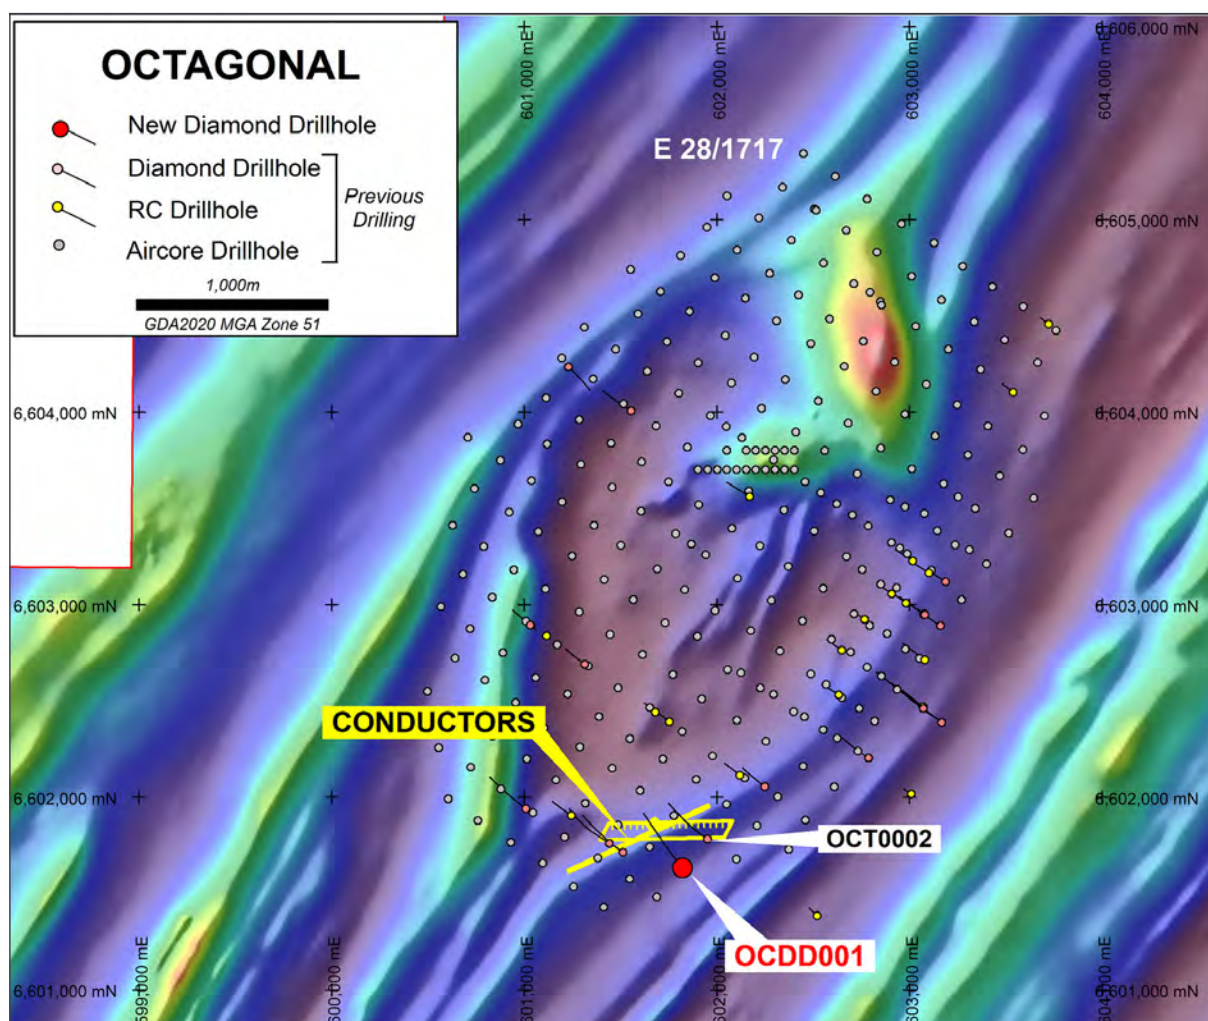 OCTAGONAL
New Diamond Drillhole
Diamond Drillhole
RC Drillhole
Aircore Drillhole
Previous
Drilling
1,000m
GDA2020 MGA Zone 51
601,000 mE
602,000 mE
603,000 mE
604,000 mE
6,606,000 mN
E 28/1717
6,605,000 mN
6,604,000 mN
6,604,000 mN
6,603,000 mN
6,603,000 mN
CONDUCTORS
6,602,000 mN
6,602,000 mN
OCT0002
OCDD001
6,601,000 mN
6,601,000 mN
599,000 mE
600,000 mE
601,000 mE
602,000 mE
603,000 mE
604,000 mE